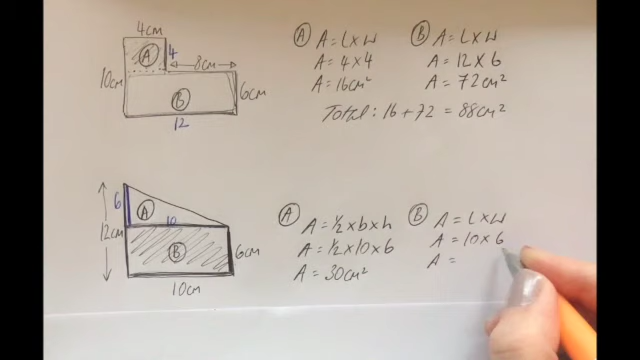 4cm
A
4
8cm
10cm
B
6cm
12
A A = L x W
A = 4 x 4
A = 16cm²
B A = L x W
A = 12 x 6
A = 72cm²
Total: 16 + 72 = 88cm²
6
A
10
12cm
B
6cm
10cm
A A = 1/2 x b x h
A = 1/2 x 10 x 6
A = 30cm²
B A = L x W
A = 10 x 6
A =